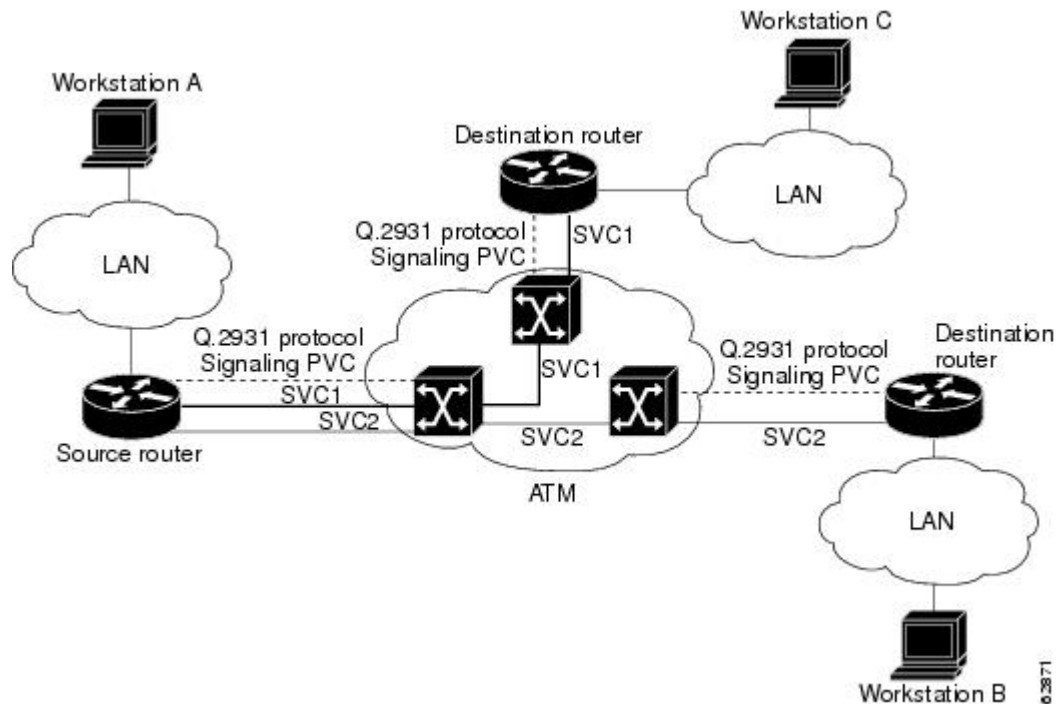 Workstation C
Workstation A
Destination router
LAN
Q.2931 protocol
Signaling PVC
SVC1
LAN
Q.2931 protocol
Signaling PVC
SVC1
SVC2
Source router
SVC1
Q.2931 protocol
Signaling PVC
Destination
router
SVC2
SVC2
ATM
LAN
Workstation B
62871